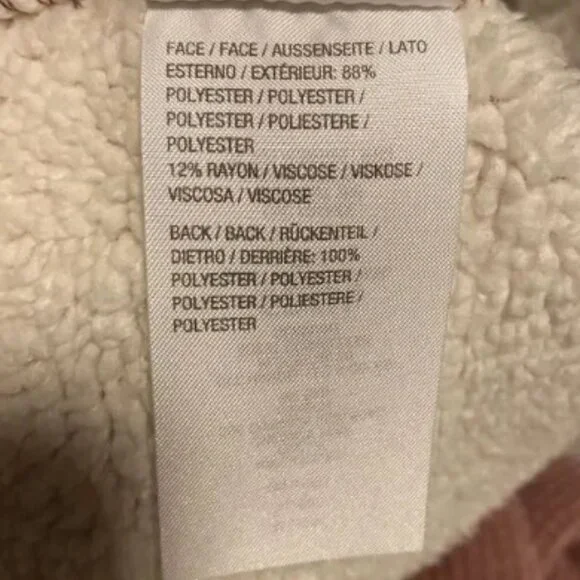 FACE / FACE / AUSSENSEITE / LATO
ESTERNO / EXTÉRIEUR: 88%
POLYESTER / POLYESTER /
POLYESTER / POLIESTERE /
POLYESTER
12% RAYON / VISCOSE / VISKOSE /
VISCOSA / VISCOSE
BACK / BACK / RÜCKENTEIL /
DIETRO / DERRIÈRE: 100%
POLYESTER / POLYESTER /
POLYESTER / POLIESTERE /
POLYESTER